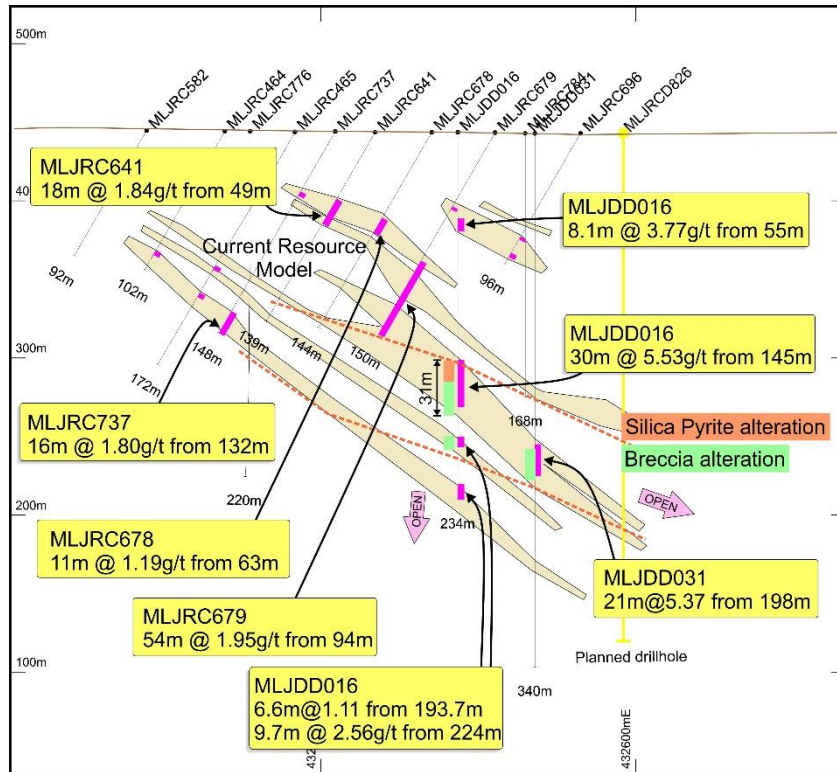 500m
MLJRC582
MLJRC464
MLJRC776
MLJRC465
MLJRC737
MLJRC641
MLJRC678
MLJDD016
MLJRC679
MLJRC784
MLJDD031
MLJRC696
MLJRCD826
MLJRC641
18m @ 1.84g/t from 49m
40
MLJDD016
8.1m @ 3.77g/t from 55m
Current Resource
Model
92m
102m
96m
300m
172m
148m
139m
144m
150m
31m
MLJDD016
30m @ 5.53g/t from 145m
MLJRC737
16m @ 1.80g/t from 132m
168m
Silica Pyrite alteration
Breccia alteration
200m
220m
OPEN
234m
OPEN
MLJRC678
11m @ 1.19g/t from 63m
MLJDD031
21m@5.37 from 198m
MLJRC679
54m @ 1.95g/t from 94m
Planned drillhole
100m
340m
MLJDD016
6.6m@1.11 from 193.7m
9.7m @ 2.56g/t from 224m
432
432600mE